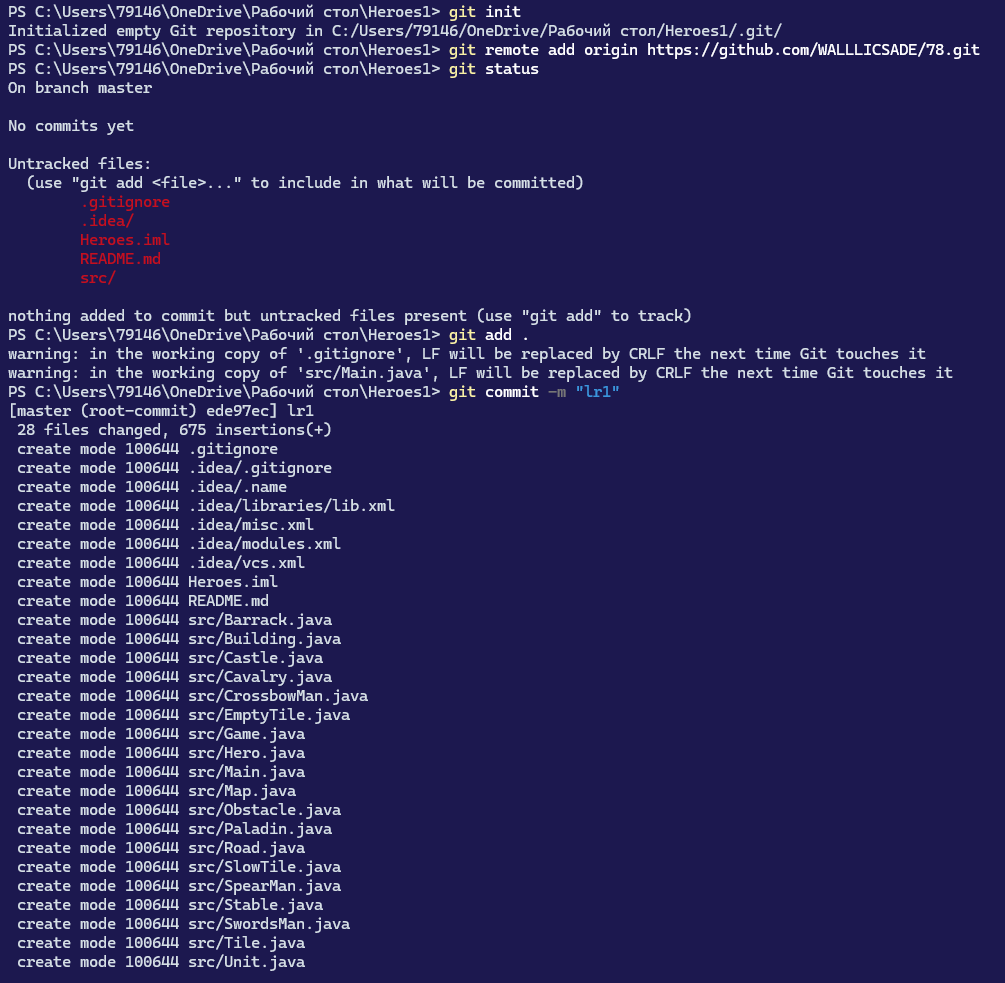 PS C:\Users\79146\OneDrive\Рабочий стол\Heroes1> git init
Initialized empty Git repository in C:/Users/79146/OneDrive/Рабочий стол/Heroes1/.git/
PS C:\Users\79146\OneDrive\Рабочий стол\Heroes1> git remote add origin https://github.com/WALLLICSADE/78.git
PS C:\Users\79146\OneDrive\Рабочий стол\Heroes1> git status
On branch master
No commits yet
Untracked files:
  (use "git add <file>..." to include in what will be committed)
        .gitignore
        .idea/
        Heroes.iml
        README.md
        src/
nothing added to commit but untracked files present (use "git add" to track)
PS C:\Users\79146\OneDrive\Рабочий стол\Heroes1> git add .
warning: in the working copy of '.gitignore', LF will be replaced by CRLF the next time Git touches it
warning: in the working copy of 'src/Main.java', LF will be replaced by CRLF the next time Git touches it
PS C:\Users\79146\OneDrive\Рабочий стол\Heroes1> git commit -m "lr1"
[master (root-commit) ede97ec] lr1
 28 files changed, 675 insertions(+)
 create mode 100644 .gitignore
 create mode 100644 .idea/.gitignore
 create mode 100644 .idea/.name
 create mode 100644 .idea/libraries/lib.xml
 create mode 100644 .idea/misc.xml
 create mode 100644 .idea/modules.xml
 create mode 100644 .idea/vcs.xml
 create mode 100644 Heroes.iml
 create mode 100644 README.md
 create mode 100644 src/Barrack.java
 create mode 100644 src/Building.java
 create mode 100644 src/Castle.java
 create mode 100644 src/Cavalry.java
 create mode 100644 src/CrossbowMan.java
 create mode 100644 src/EmptyTile.java
 create mode 100644 src/Game.java
 create mode 100644 src/Hero.java
 create mode 100644 src/Main.java
 create mode 100644 src/Map.java
 create mode 100644 src/Obstacle.java
 create mode 100644 src/Paladin.java
 create mode 100644 src/Road.java
 create mode 100644 src/SlowTile.java
 create mode 100644 src/SpearMan.java
 create mode 100644 src/Stable.java
 create mode 100644 src/SwordsMan.java
 create mode 100644 src/Tile.java
 create mode 100644 src/Unit.java